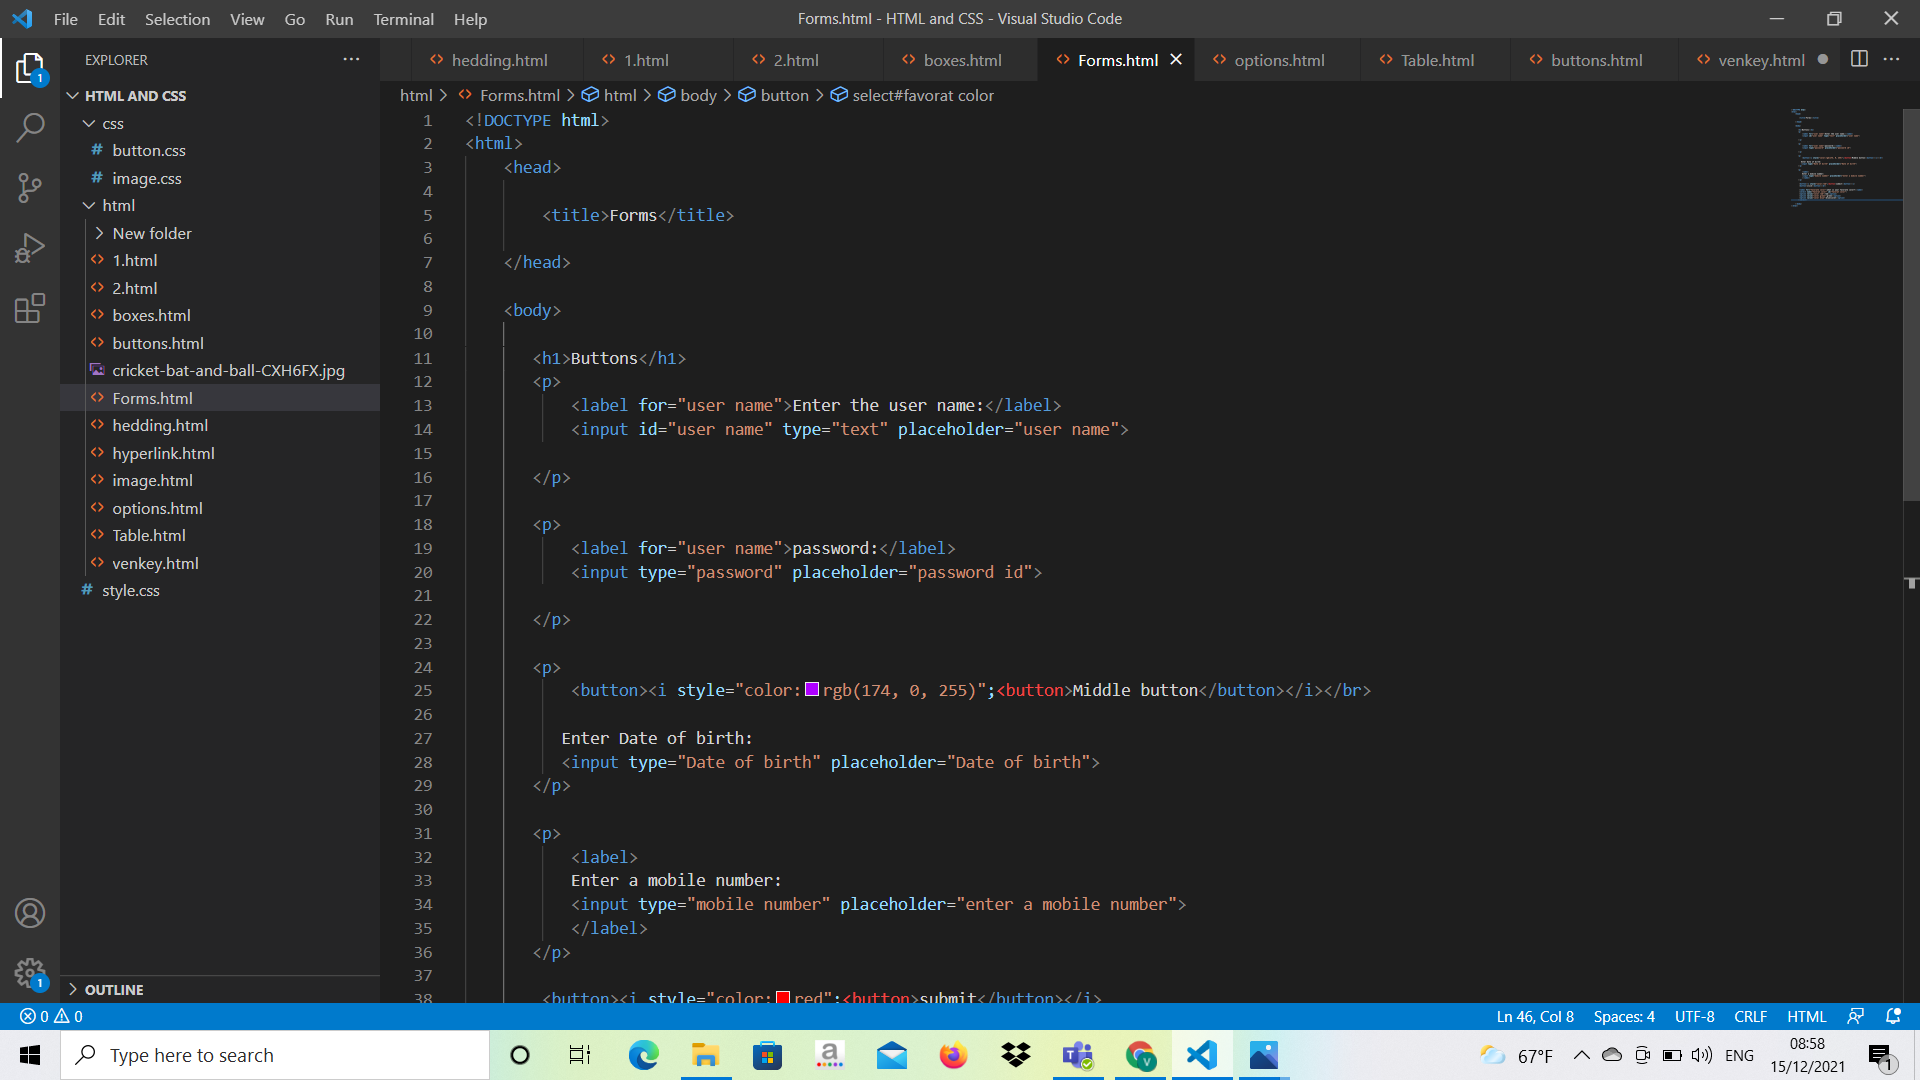 File Edit Selection View Go Run Terminal Help
Forms.html - HTML and CSS - Visual Studio Code
EXPLORER
hedding.html 1.html 2.html boxes.html Forms.html options.html Table.html buttons.html venkey.html
html > Forms.html > html > body > button > select#favorat color
HTML AND CSS
css
button.css
image.css
html
New folder
1.html
2.html
boxes.html
buttons.html
cricket-bat-and-ball-CXH6FX.jpg
Forms.html
hedding.html
hyperlink.html
image.html
options.html
Table.html
venkey.html
style.css
OUTLINE
1 <!DOCTYPE html>
2 <html>
3 <head>
4
5 <title>Forms</title>
6
7 </head>
8
9 <body>
10
11 <h1>Buttons</h1>
12 <p>
13 <label for="user name">Enter the user name:</label>
14 <input id="user name" type="text" placeholder="user name">
15
16 </p>
17
18 <p>
19 <label for="user name">password:</label>
20 <input type="password" placeholder="password id">
21
22 </p>
23
24 <p>
25 <button><i style="color:rgb(174, 0, 255)";<button>Middle button</button></i></br>
26
27 Enter Date of birth:
28 <input type="Date of birth" placeholder="Date of birth">
29 </p>
30
31 <p>
32 <label>
33 Enter a mobile number:
34 <input type="mobile number" placeholder="enter a mobile number">
35 </label>
36 </p>
37
38 <button><i style="color:red";<button>submit</button></i>
0 0
Ln 46, Col 8 Spaces: 4 UTF-8 CRLF HTML
1
1
Type here to search
67°F ENG
08:58
15/12/2021
1